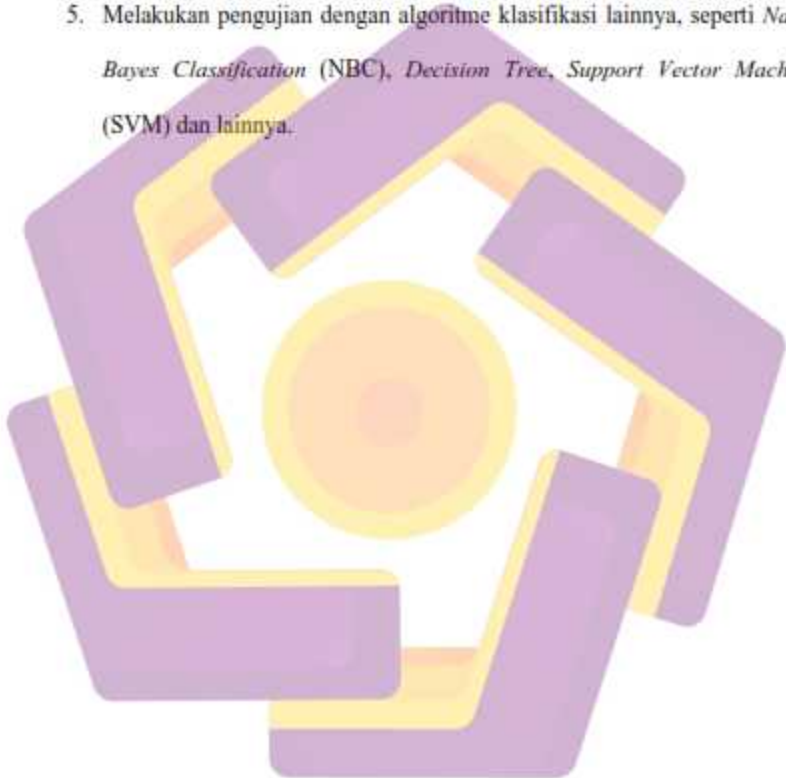 5. Melakukan pengujian dengan algoritme klasifikasi lainnya, seperti
Bayes Classification (NBC), Decision Tree, Support Vector
(SVM) dan lainnya.